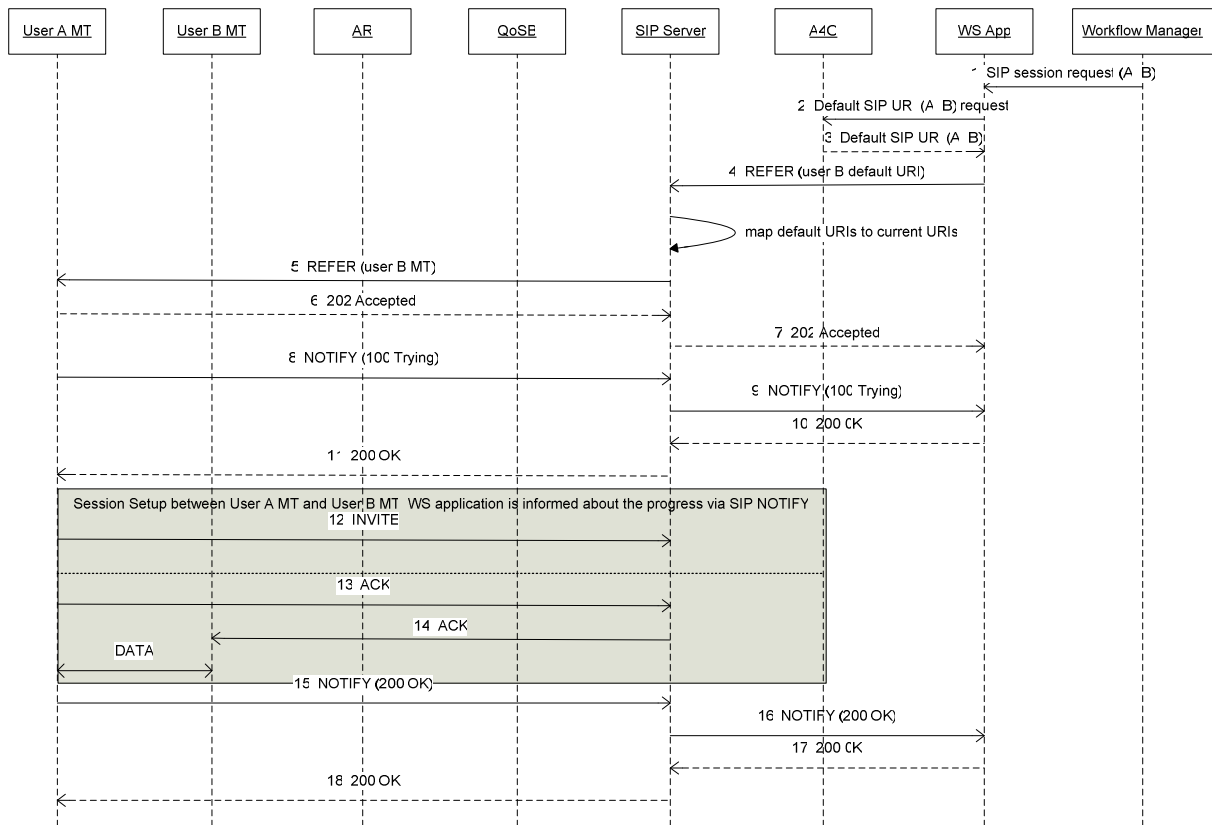 User A MT
User B MT
AR
QoSE
SIP Server
A4C
WS App
Workflow Manager
1 SIP session request (A B)
2 Default SIP UR (A B) request
3 Default SIP UR (A B)
4 REFER (user B default URI)
map default URIs to current URIs
5 REFER (user B MT)
6 202 Accepted
7 202 Accepted
8 NOTIFY (100 Trying)
9 NOTIFY (100 Trying)
10 200 OK
11 200 OK
Session Setup between User A MT and User B MT WS application is informed about the progress via SIP NOTIFY
12 INVITE
13 ACK
14 ACK
DATA
15 NOTIFY (200 OK)
16 NOTIFY (200 OK)
17 200 OK
18 200 OK